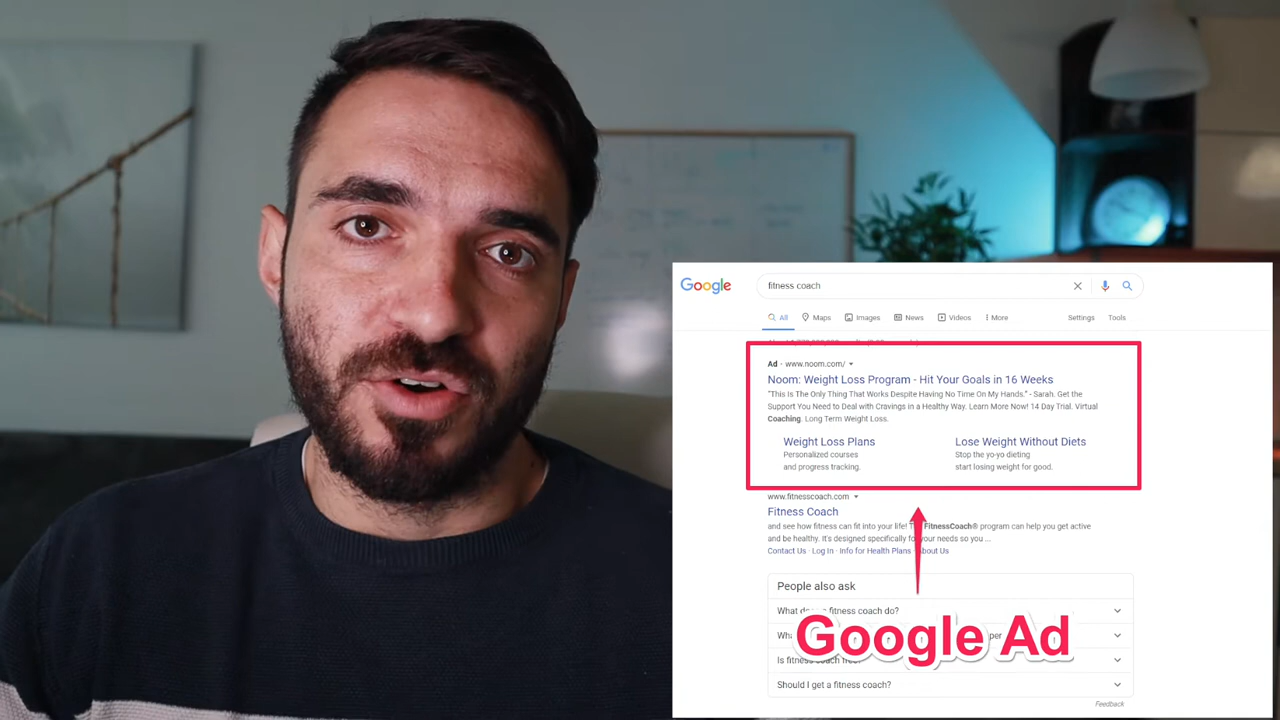 Google
fitness coach
All Maps Images News Videos More Settings Tools
Ad · www.noom.com/
Noom: Weight Loss Program - Hit Your Goals in 16 Weeks
"This Is The Only Thing That Works Despite Having No Time On My Hands." - Sarah. Get the
Support You Need to Deal with Cravings in a Healthy Way. Learn More Now! 14 Day Trial. Virtual
Coaching. Long Term Weight Loss.
Weight Loss Plans
Personalized courses
and progress tracking.
Lose Weight Without Diets
Stop the yo-yo dieting
start losing weight for good.
www.fitnesscoach.com
Fitness Coach
and see how fitness can fit into your life! FitnessCoach® program can help you get active
and be healthy. It's designed specifically for your needs so you ...
Contact Us · Log In · Info for Health Plans · About Us
People also ask
What does a fitness coach do?
Google Ad
Is fitness coach free?
Should I get a fitness coach?
Feedback